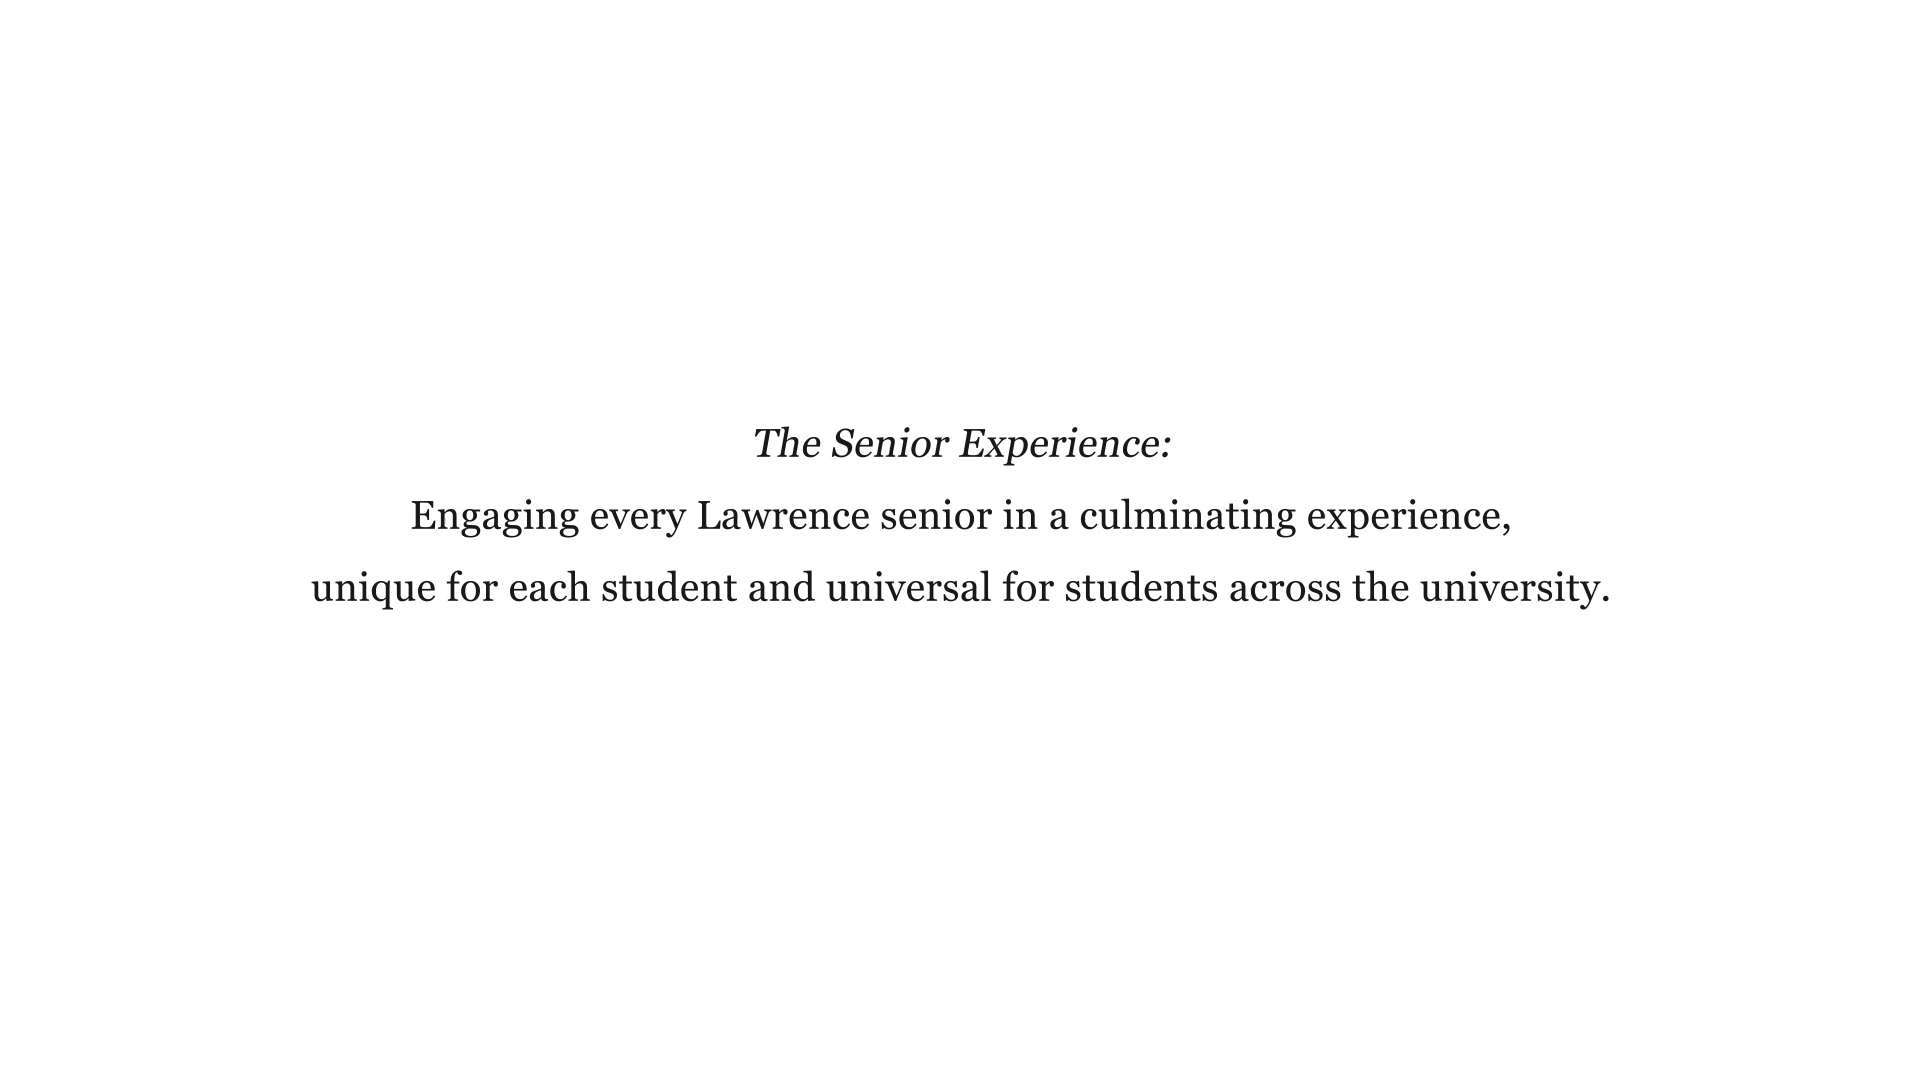 The Senior Experience:
Engaging every Lawrence senior in a culminating experience,
unique for each student and universal for students across the university.